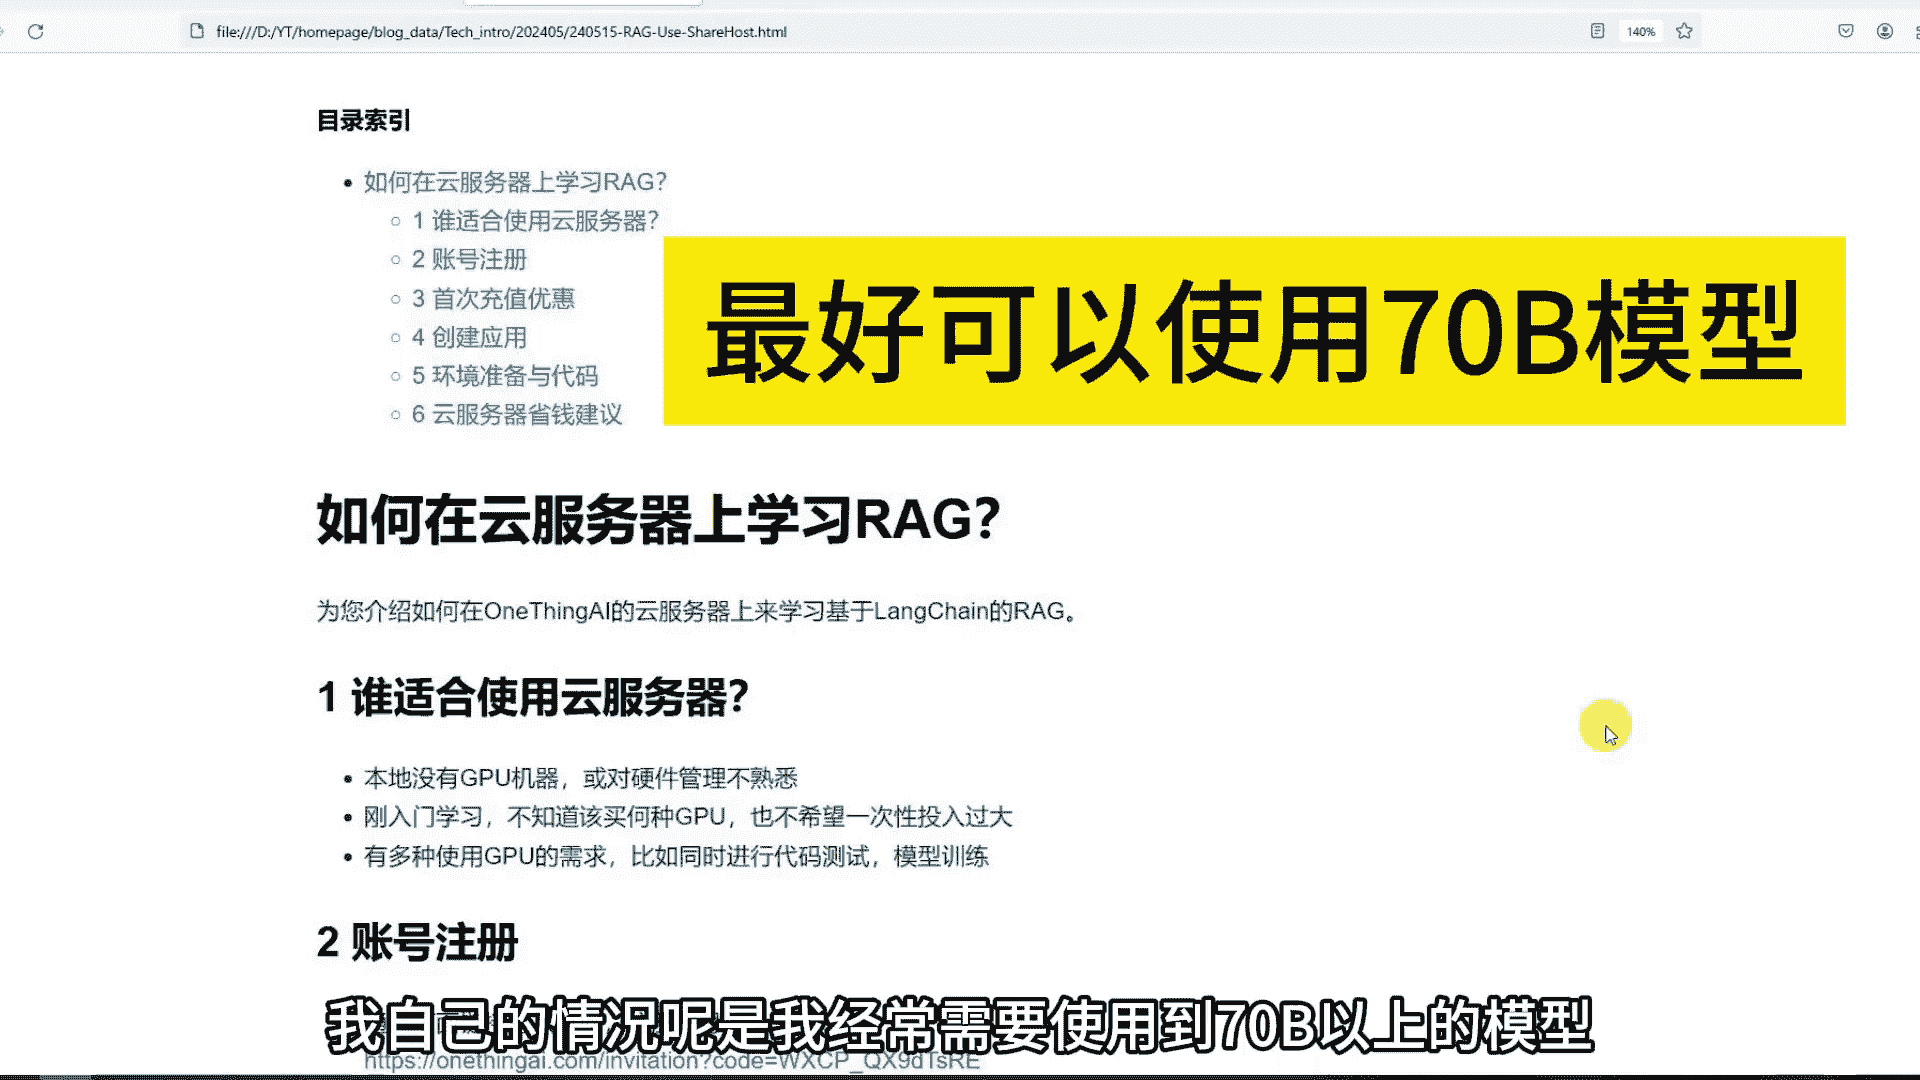 file:///D:/YT/homepage/blog_data/Tech_intro/202405/240515-RAG-Use-ShareHost.html
140%
目录索引
如何在云服务器上学习RAG?
1 谁适合使用云服务器?
2 账号注册
3 首次充值优惠
4 创建应用
5 环境准备与代码
6 云服务器省钱建议
最好可以使用70B模型
如何在云服务器上学习RAG?
为您介绍如何在OneThingAI的云服务器上来学习基于LangChain的RAG。
1 谁适合使用云服务器?
本地没有GPU机器，或对硬件管理不熟悉
刚入门学习，不知道该买何种GPU，也不希望一次性投入过大
有多种使用GPU的需求，比如同时进行代码测试，模型训练
2 账号注册
我自己的情况呢是我经常需要使用到70B以上的模型
https://onethingai.com/invitation?code=WXCP_QX9dTsRE